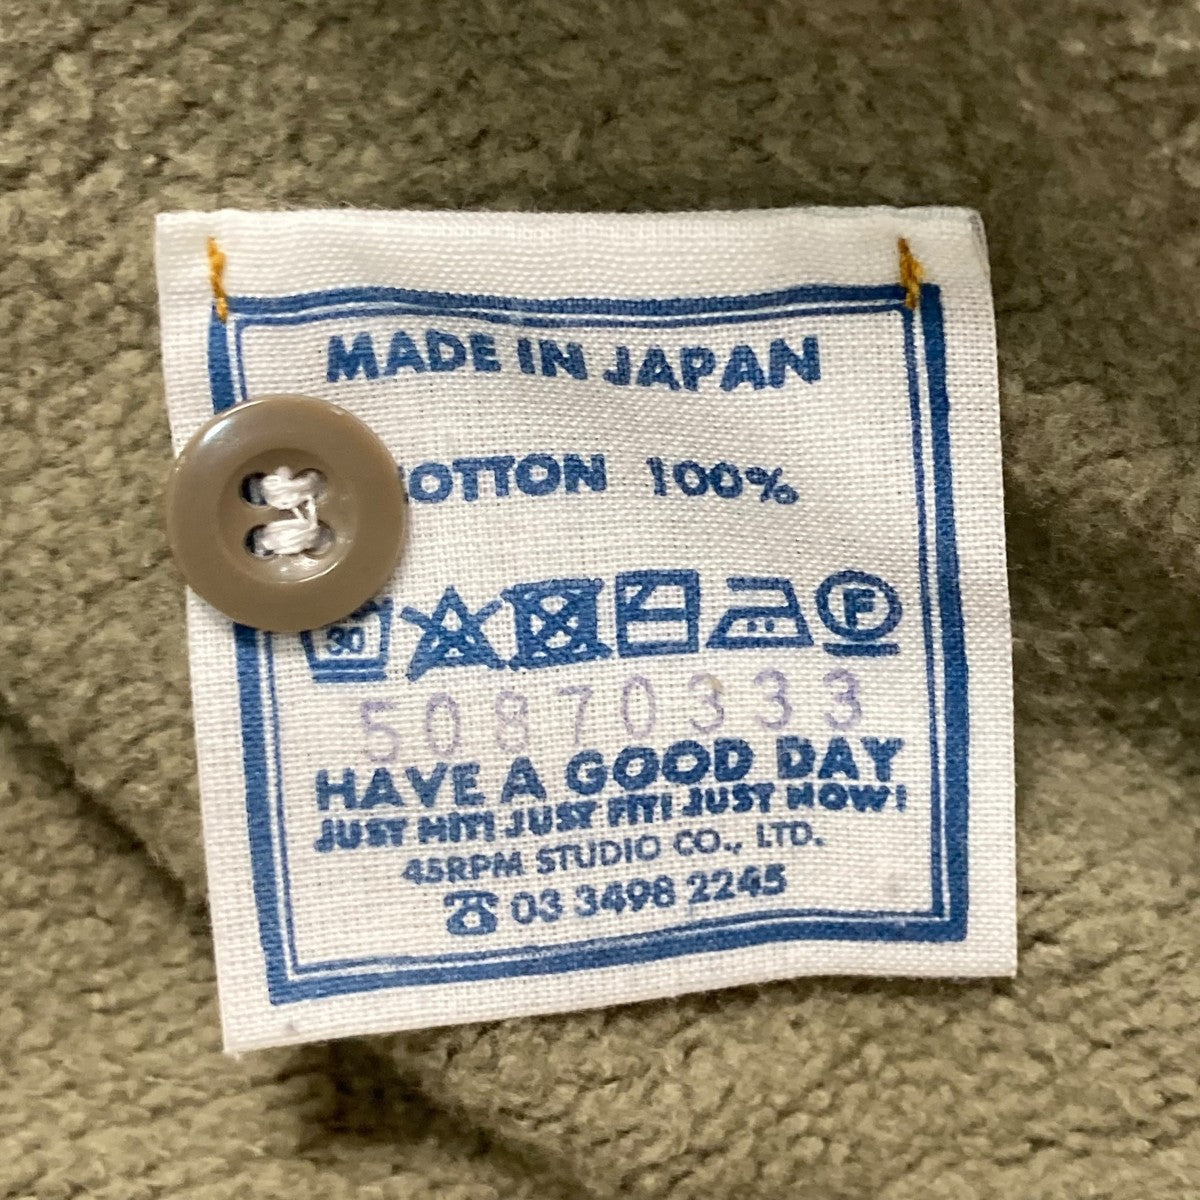 MADE IN JAPAN
COTTON 100%
30 F
50870333
HAVE A GOOD DAY
JUST HIT! JUST FIT! JUST NOW!
45RPM STUDIO CO., LTD.
☎ 03 3498 2245